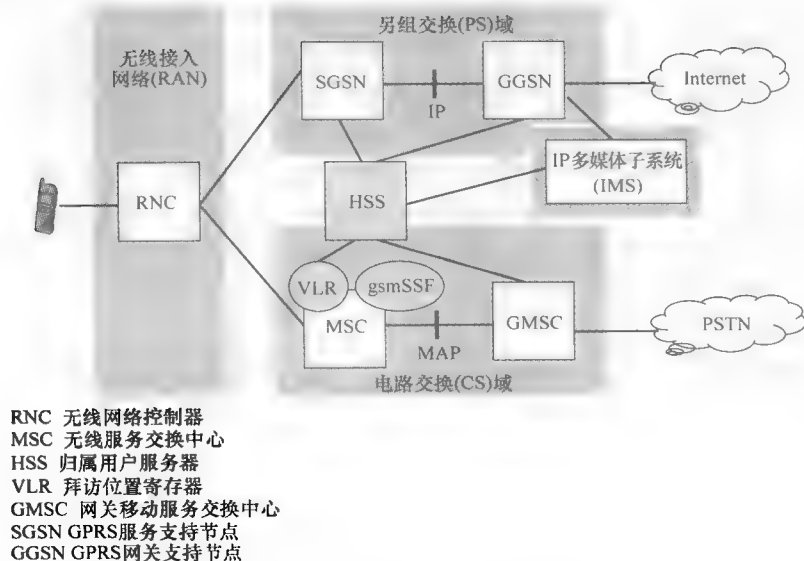 另组交换(PS)域
无线接入
网络(RAN)
SGSN
GGSN
Internet
IP
IP多媒体子系统
(IMS)
RNC
HSS
VLR
gsmSSF
MSC
GMSC
PSTN
MAP
电路交换(CS)域
RNC 无线网络控制器
MSC 无线服务交换中心
HSS 归属用户服务器
VLR 拜访位置寄存器
GMSC 网关移动服务交换中心
SGSN GPRS服务支持节点
GGSN GPRS网关支持节点